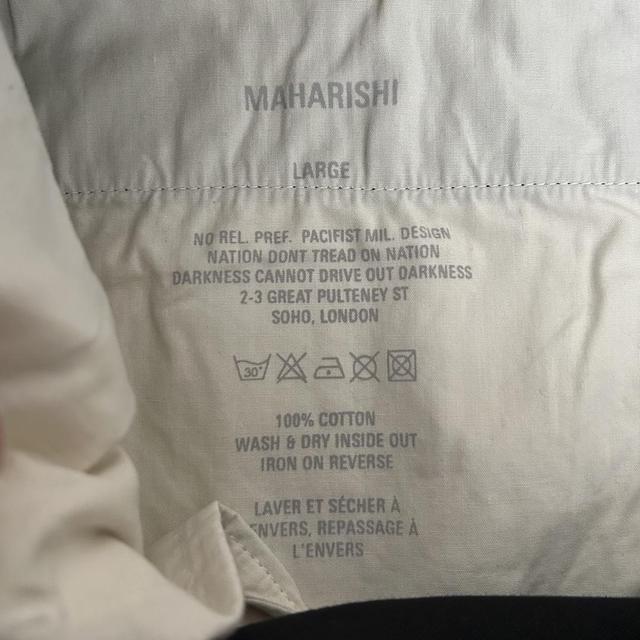 MAHARISHI
LARGE
NO REL. PREF. PACIFIST MIL. DESIGN
NATION DONT TREAD ON NATION
DARKNESS CANNOT DRIVE OUT DARKNESS
2-3 GREAT PULTENEY ST
SOHO, LONDON
30°
100% COTTON
WASH & DRY INSIDE OUT
IRON ON REVERSE
LAVER ET SÉCHER À
ENVERS, REPASSAGE À
L'ENVERS